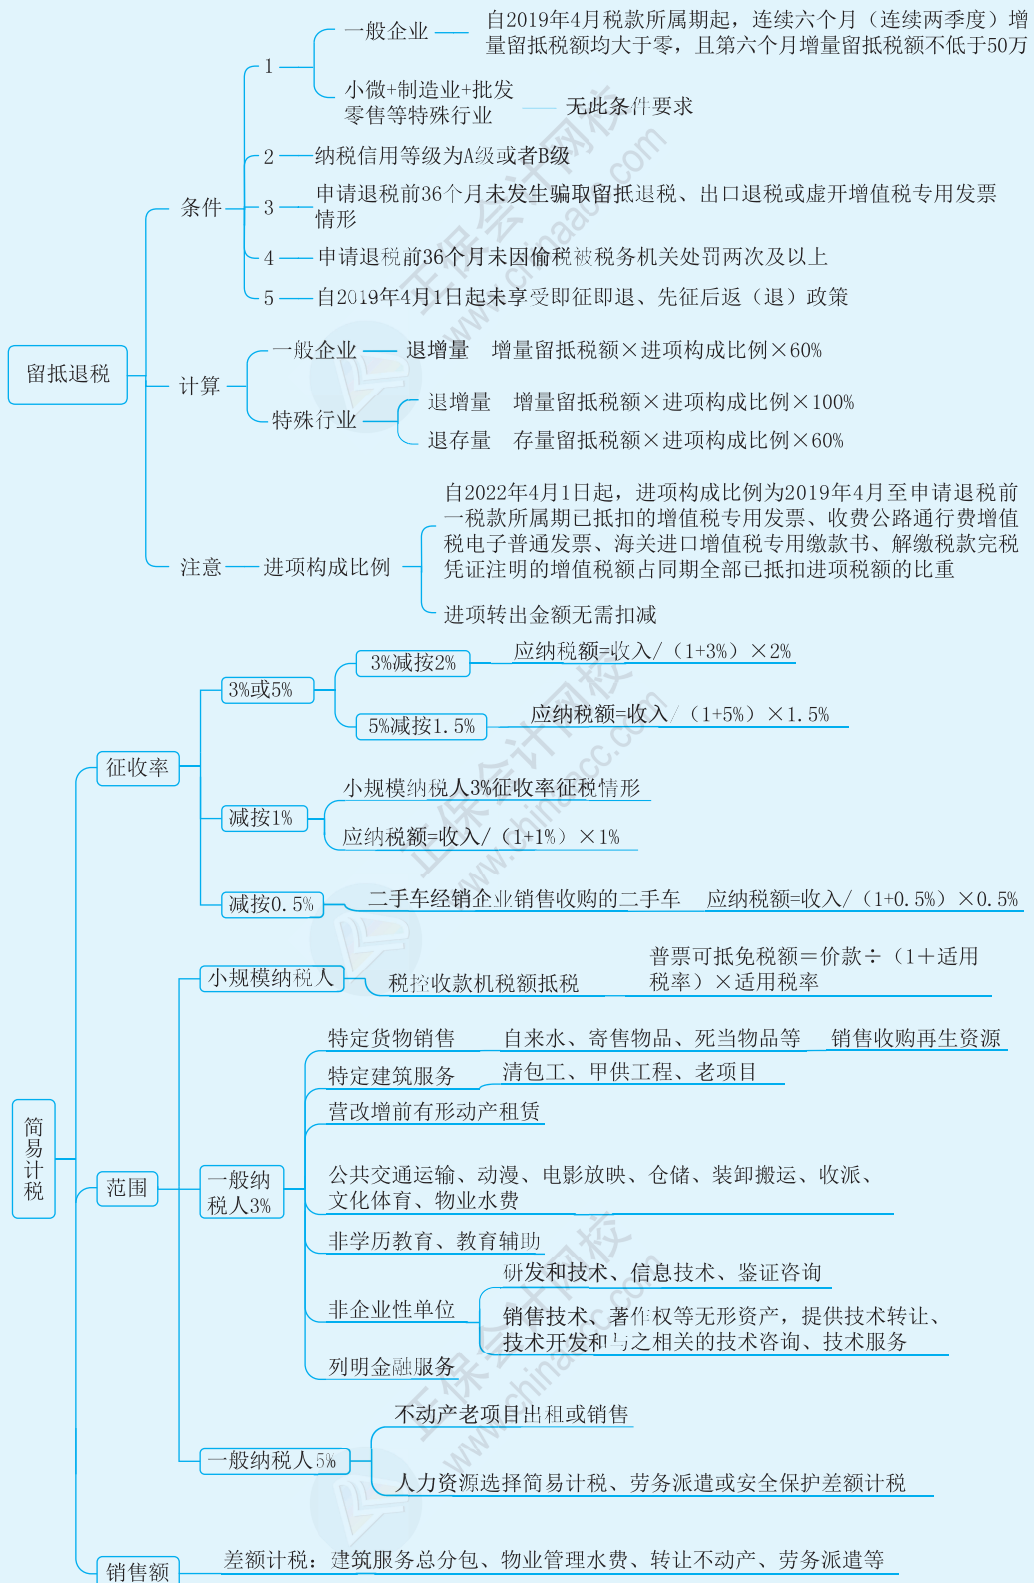 留抵退税
条件
1
一般企业
自2019年4月税款所属期起，连续六个月（连续两季度）增
量留抵税额均大于零，且第六个月增量留抵税额不低于50万
小微+制造业+批发
零售等特殊行业
无此条件要求
2
纳税信用等级为A级或者B级
3
申请退税前36个月未发生骗取留抵退税、出口退税或虚开增值税专用发票
情形
4
申请退税前36个月未因偷税被税务机关处罚两次及以上
5
自2019年4月1日起未享受即征即退、先征后返（退）政策
计算
一般企业
退增量 增量留抵税额×进项构成比例×60%
特殊行业
退增量 增量留抵税额×进项构成比例×100%
退存量 存量留抵税额×进项构成比例×60%
注意
进项构成比例
自2022年4月1日起，进项构成比例为2019年4月至申请退税前
一税款所属期已抵扣的增值税专用发票、收费公路通行费增值
税电子普通发票、海关进口增值税专用缴款书、解缴税款完税
凭证注明的增值税额占同期全部已抵扣进项税额的比重
进项转出金额无需扣减
简易计税
征收率
3%或5%
3%减按2%
应纳税额=收入/（1+3%）×2%
5%减按1.5%
应纳税额=收入/（1+5%）×1.5%
减按1%
小规模纳税人3%征收率征税情形
应纳税额=收入/（1+1%）×1%
减按0.5%
二手车经销企业销售收购的二手车
应纳税额=收入/（1+0.5%）×0.5%
范围
小规模纳税人
税控收款机税额抵税
普票可抵免税额＝价款÷（1＋适用
税率）×适用税率
一般纳
税人3%
特定货物销售
自来水、寄售物品、死当物品等
销售收购再生资源
特定建筑服务
清包工、甲供工程、老项目
营改增前有形动产租赁
公共交通运输、动漫、电影放映、仓储、装卸搬运、收派、
文化体育、物业水费
非学历教育、教育辅助
非企业性单位
研发和技术、信息技术、鉴证咨询
销售技术、著作权等无形资产，提供技术转让、
技术开发和与之相关的技术咨询、技术服务
列明金融服务
一般纳税人5%
不动产老项目出租或销售
人力资源选择简易计税、劳务派遣或安全保护差额计税
销售额
差额计税：建筑服务总分包、物业管理水费、转让不动产、劳务派遣等
正保会计网校
www.chinaacc.com
正保会计网校
www.chinaacc.com
正保会计网校
www.chinaacc.com